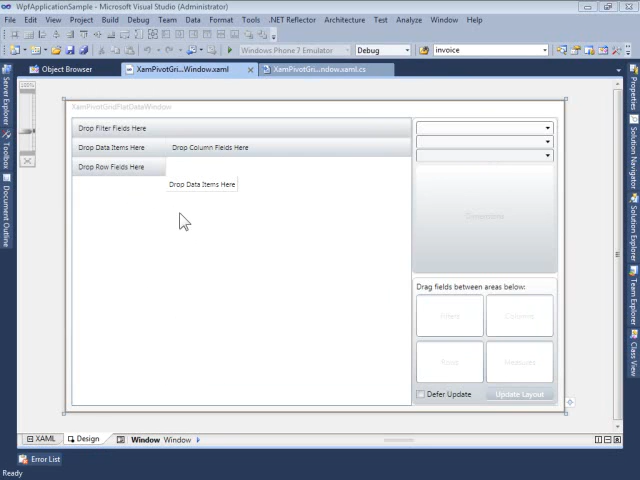 WpfApplicationSample - Microsoft Visual Studio (Administrator)
File Edit View Project Build Debug Team Data Format Tools .NET Reflector Architecture Test Analyze Window Help
Windows Phone 7 Emulator Debug invoice
Object Browser XamPivotGri...Window.xaml XamPivotGri...ndow.xaml.cs
100%
XamPivotGridFlatDataWindow
Drop Filter Fields Here
Drop Data Items Here Drop Column Fields Here
Drop Row Fields Here
Drop Data Items Here
Dimensions
Drag fields between areas below:
Filters Columns
Rows Measures
Defer Update Update Layout
Server Explorer
Toolbox
Document Outline
Properties
Solution Navigator
Solution Explorer
Team Explorer
Class View
XAML Design Window Window
Error List
Ready